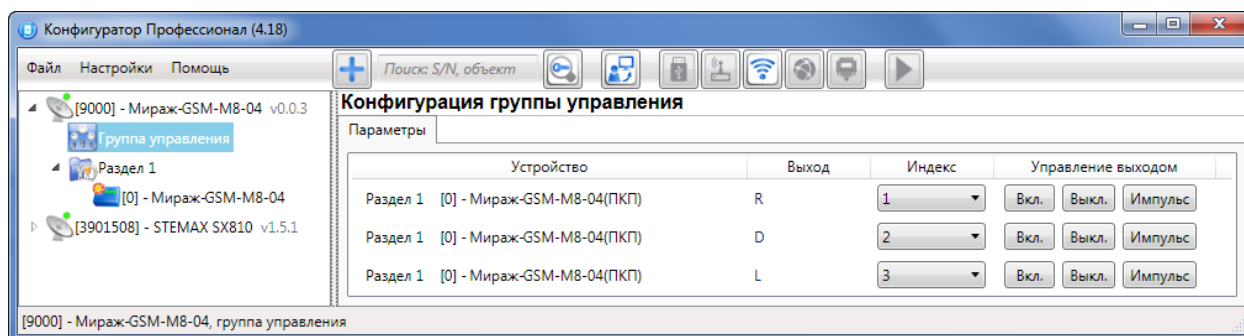 Конфигуратор Профессионал (4.18)
Файл Настройки Помощь Поиск: S/N, объект
[9000] - Мираж-GSM-M8-04 v0.0.3
Группа управления
Раздел 1
[0] - Мираж-GSM-M8-04
[3901508] - STEMAX SX810 v1.5.1
Конфигурация группы управления
Параметры
Устройство Выход Индекс Управление выходом
Раздел 1 [0] - Мираж-GSM-M8-04(ПКП) R 1 Вкл. Выкл. Импульс
Раздел 1 [0] - Мираж-GSM-M8-04(ПКП) D 2 Вкл. Выкл. Импульс
Раздел 1 [0] - Мираж-GSM-M8-04(ПКП) L 3 Вкл. Выкл. Импульс
[9000] - Мираж-GSM-M8-04, группа управления